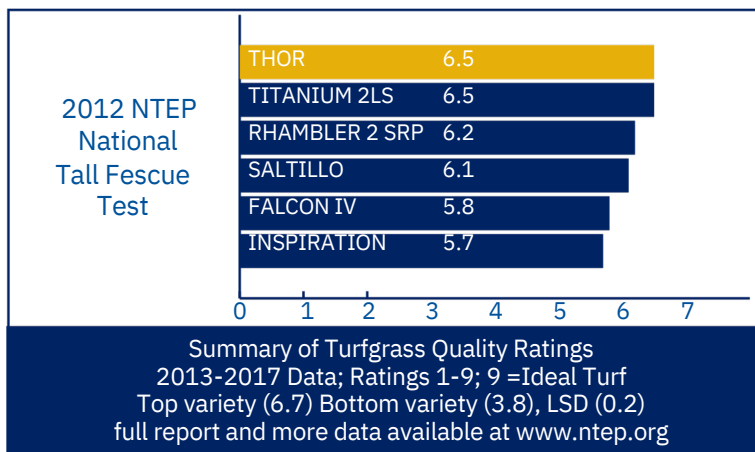 2012 NTEP
National
Tall Fescue
Test
THOR 6.5
TITANIUM 2LS 6.5
RHAMBLER 2 SRP 6.2
SALTILLO 6.1
FALCON IV 5.8
INSPIRATION 5.7
0 1 2 3 4 5 6 7
Summary of Turfgrass Quality Ratings
2013-2017 Data; Ratings 1-9; 9 =Ideal Turf
Top variety (6.7) Bottom variety (3.8), LSD (0.2)
full report and more data available at www.ntep.org